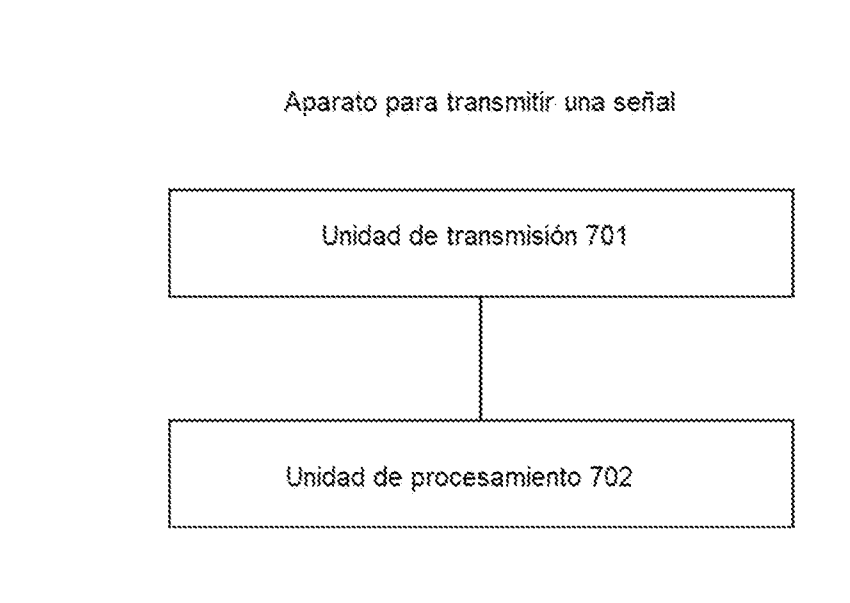 Aparato para transmitir una señal
Unidad de transmisión 701
Unidad de procesamiento 702